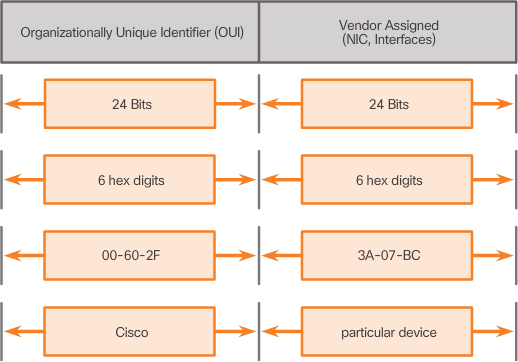 Organizationally Unique Identifier (OUI)
Vendor Assigned
(NIC, Interfaces)
24 Bits
24 Bits
6 hex digits
6 hex digits
00-60-2F
3A-07-BC
Cisco
particular device